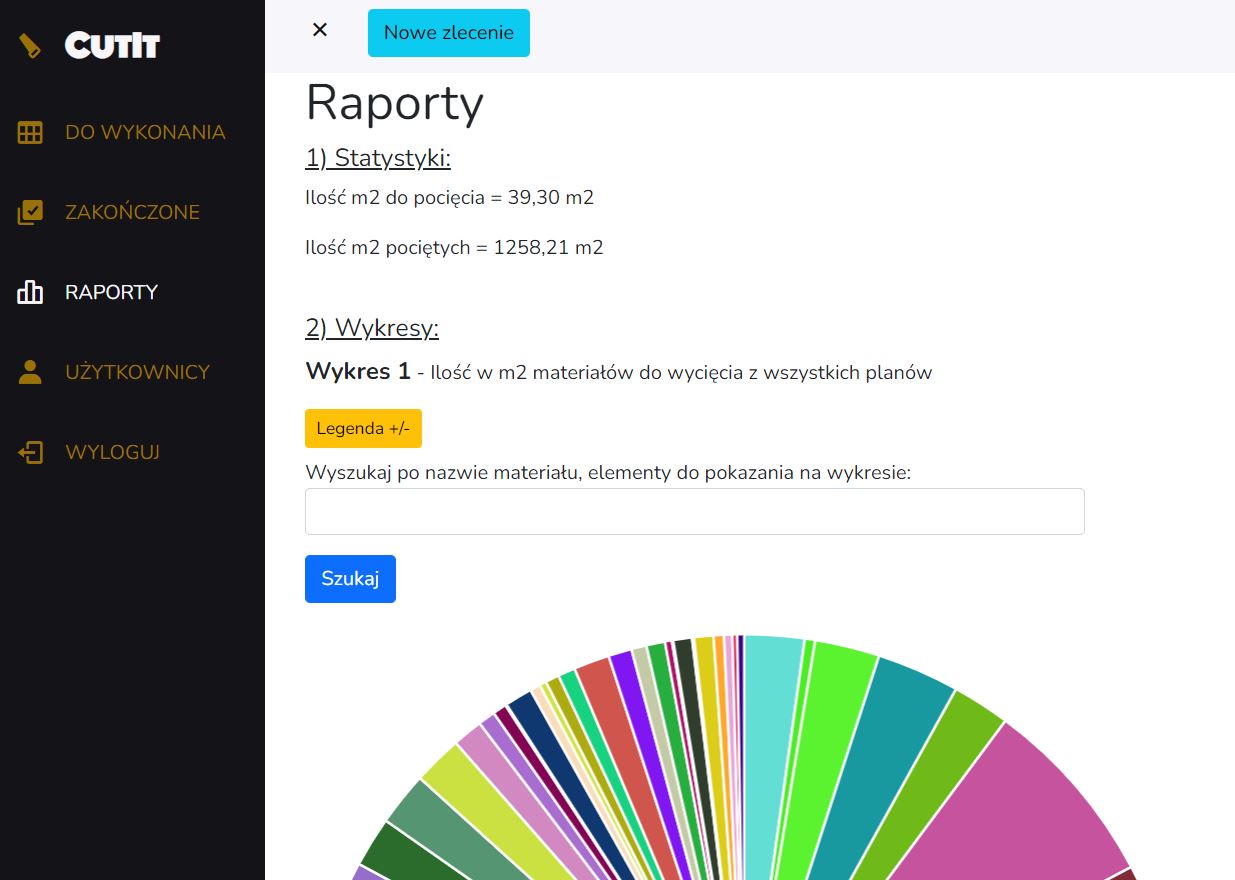 CUTIT
DO WYKONANIA
ZAKOŃCZONE
RAPORTY
UŻYTKOWNICY
WYLOGUJ
Nowe zlecenie
Raporty
1) Statystyki:
Ilość m2 do pocięcia = 39,30 m2
Ilość m2 pociętych = 1258,21 m2
2) Wykresy:
Wykres 1 - Ilość w m2 materiałów do wycięcia z wszystkich planów
Legenda +/-
Wyszukaj po nazwie materiału, elementy do pokazania na wykresie:
Szukaj